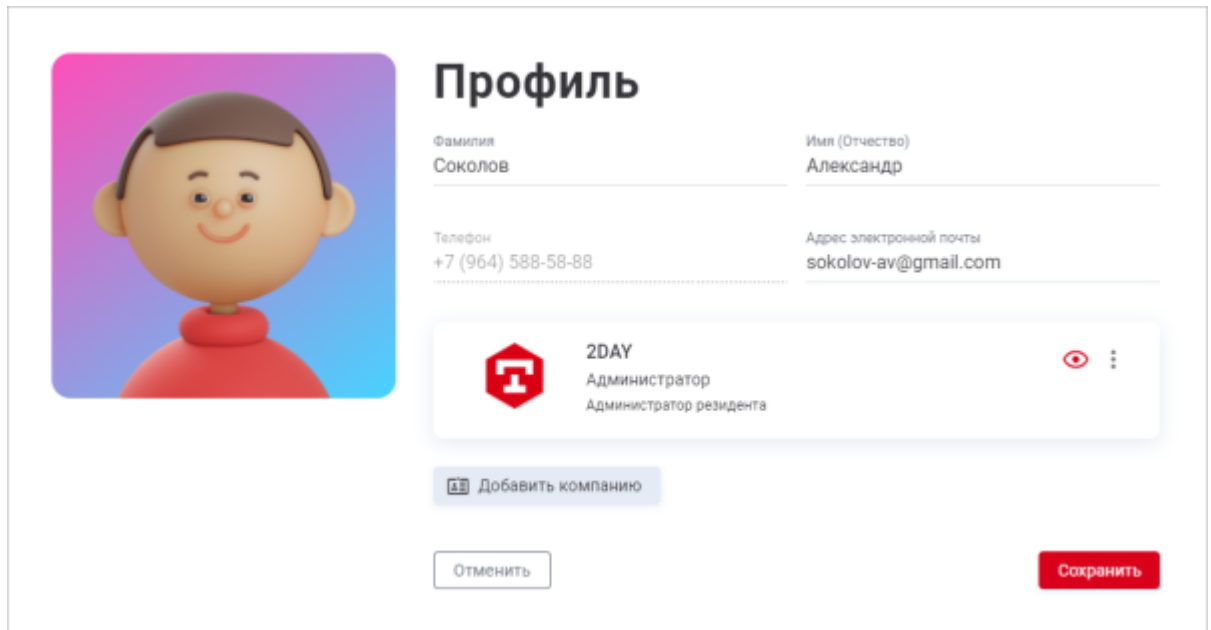 Профиль
Фамилия
Соколов
Имя (Отчество)
Александр
Телефон
+7 (964) 588-58-88
Адрес электронной почты
sokolov-av@gmail.com
2DAY
Администратор
Администратор резидента
Добавить компанию
Отменить
Сохранить